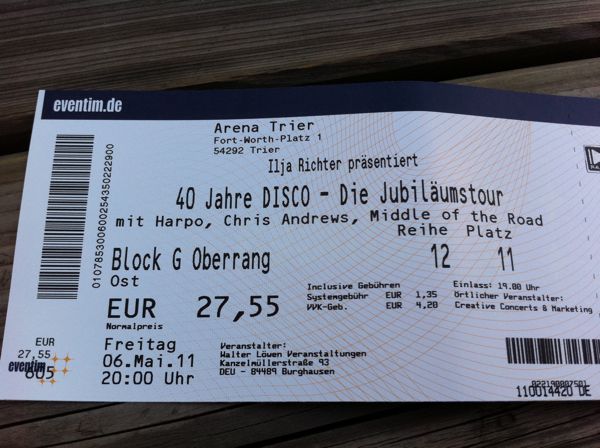 eventim.de
Arena Trier
Fort-Worth-Platz 1
54292 Trier
Ilja Richter präsentiert
40 Jahre DISCO - Die Jubiläumstour
mit Harpo, Chris Andrews, Middle of the Road
Reihe Platz
Block G Oberrang 12 11
Ost
EUR 27,55
Normalpreis
Inclusive Gebühren
Systemgebühr EUR 1,35
VVK-Geb. EUR 4,20
Einlass: 19.00 Uhr
Örtlicher Veranstalter:
Creative Concerts & Marketing
Freitag
06.Mai.11
20:00 Uhr
Veranstalter:
Walter Löwen Veranstaltungen
Kanzelmüllerstraße 93
DEU - 84489 Burghausen
EUR
27,55
eventim
805
010785300600254350222900
110014420 DE